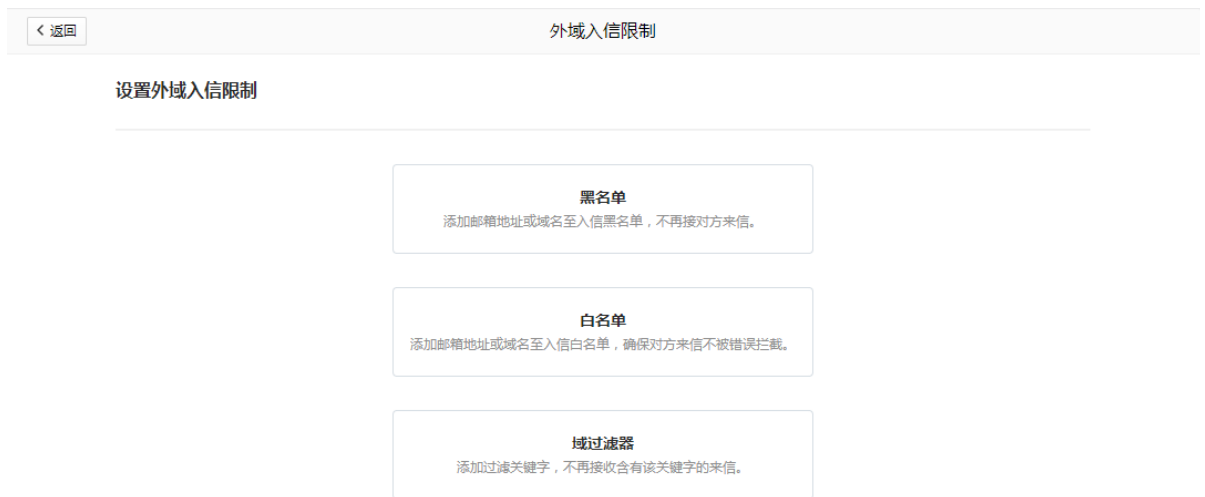 返回
外域入信限制
设置外域入信限制
黑名单
添加邮箱地址或域名至入信黑名单，不再接对方来信。
白名单
添加邮箱地址或域名至入信白名单，确保对方来信不被错误拦截。
域过滤器
添加过滤关键字，不再接收含有该关键字的来信。